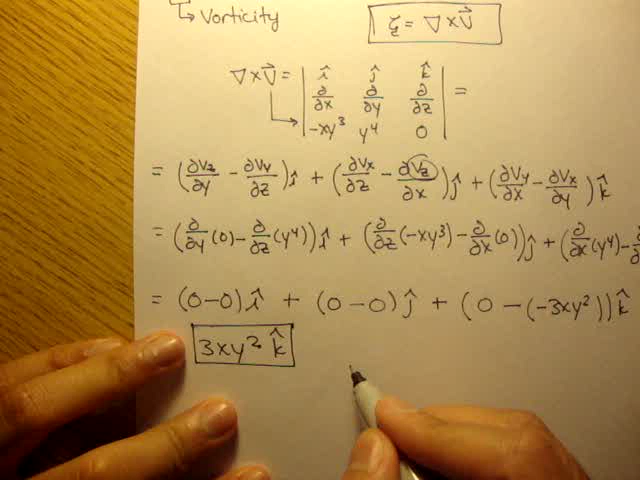 ↳ Vorticity
ξ = ∇×V⃗
∇×V⃗ = | î ĵ k̂ |
| ∂/∂x ∂/∂y ∂/∂z | =
| -xy³ y⁴ 0 |
= (∂Vz/∂y - ∂Vy/∂z)î + (∂Vx/∂z - ∂Vz/∂x)ĵ + (∂Vy/∂x - ∂Vx/∂y)k̂
= (∂/∂y(0) - ∂/∂z(y⁴))î + (∂/∂z(-xy³) - ∂/∂x(0))ĵ + (∂/∂x(y⁴) -
= (0-0)î + (0-0)ĵ + (0-(-3xy²))k̂
3xy² k̂